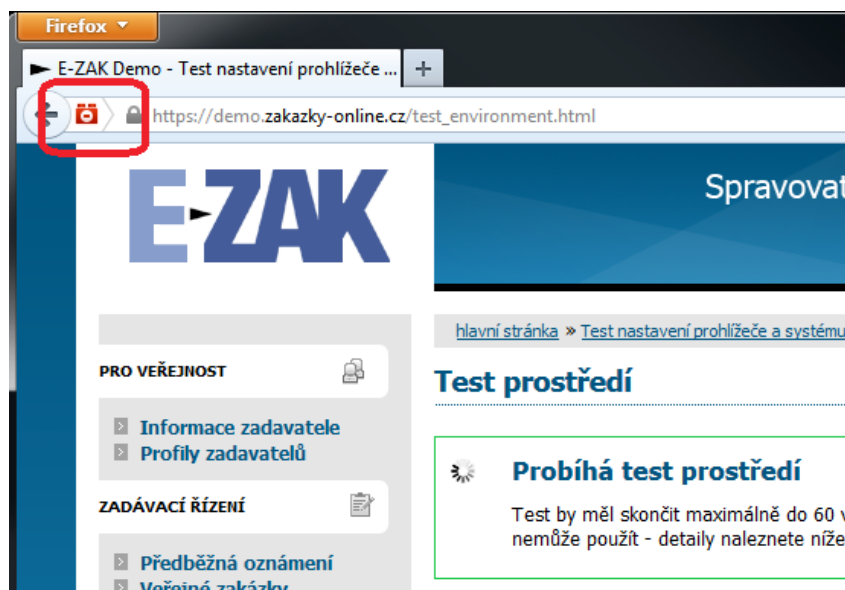 Firefox
E-ZAK Demo - Test nastavení prohlížeče ...
https://demo.zakazky-online.cz/test_environment.html
E-ZAK
Spravovat
hlavní stránka » Test nastavení prohlížeče a systému
PRO VEŘEJNOST
Test prostředí
Informace zadavatele
Profily zadavatelů
Probíhá test prostředí
ZADÁVACÍ ŘÍZENÍ
Test by měl skončit maximálně do 60 v
nemůže použít - detaily naleznete níže
Předběžná oznámení
Veřejné zakázky